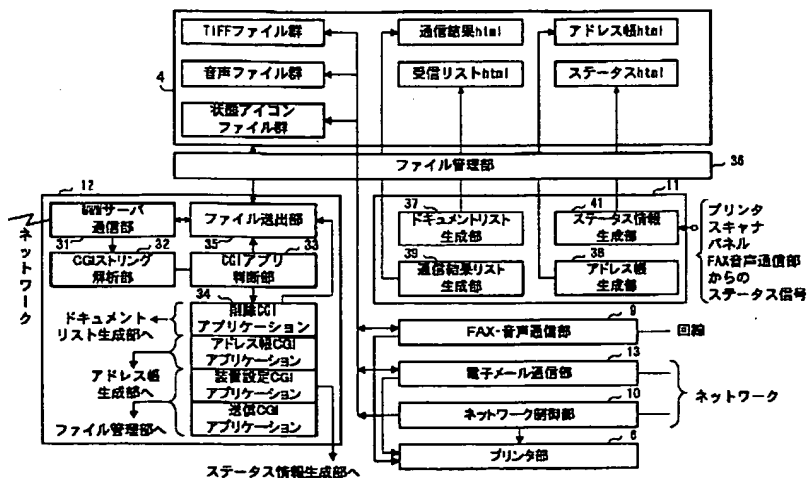 TIFFファイル群
通信結果html
アドレス帳html
音声ファイル群
受信リストhtml
ステータスhtml
4
状態アイコン
ファイル群
ファイル管理部
36
12
11
WWWサーバ
通信部
ファイル送出部
37
ドキュメントリスト
生成部
41
ステータス情報
生成部
プリンタ
スキャナ
パネル
FAX音声通信部
からの
ステータス信号
ネットワーク
31
32
35
33
CGIストリング
解析部
CGIアプリ
判断部
39
通信結果リスト
生成部
38
アドレス帳
生成部
34
削除CGI
アプリケーション
ドキュメント
リスト生成部へ
アドレス帳CGI
アプリケーション
アドレス帳
生成部へ
装置設定CGI
アプリケーション
送信CGI
アプリケーション
ファイル管理部へ
ステータス情報生成部へ
9
FAX-音声通信部
回線
13
電子メール通信部
10
ネットワーク制御部
ネットワーク
6
プリンタ部